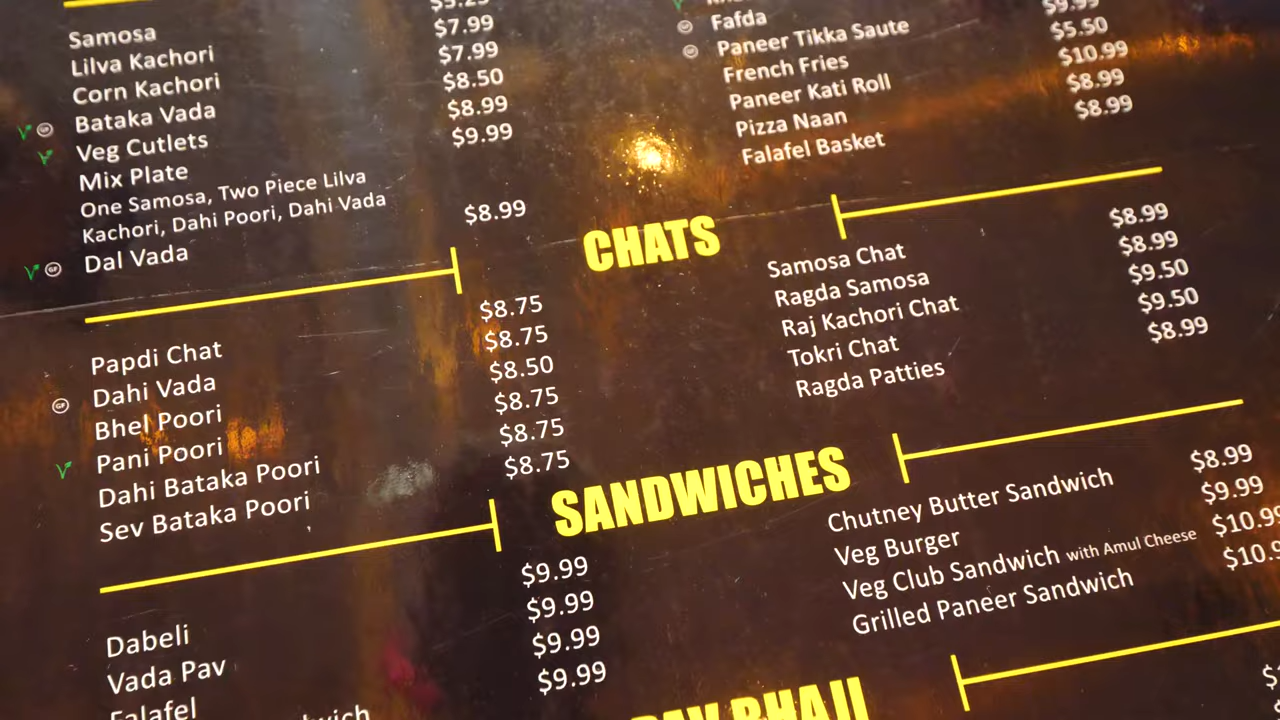 Samosa
Lilva Kachori $7.99
Corn Kachori $7.99
GF Bataka Vada $8.50
Veg Cutlets $8.99
Mix Plate $9.99
One Samosa, Two Piece Lilva
Kachori, Dahi Poori, Dahi Vada
GF Dal Vada $8.99
GF Fafda
GF Paneer Tikka Saute $9.99
French Fries $5.50
Paneer Kati Roll $10.99
Pizza Naan $8.99
Falafel Basket $8.99
CHATS
Papdi Chat $8.75
GF Dahi Vada $8.75
Bhel Poori $8.50
Pani Poori $8.75
Dahi Bataka Poori $8.75
Sev Bataka Poori $8.75
Samosa Chat $8.99
Ragda Samosa $8.99
Raj Kachori Chat $9.50
Tokri Chat $9.50
Ragda Patties $8.99
SANDWICHES
Dabeli $9.99
Vada Pav $9.99
Falafel $9.99
$9.99
Chutney Butter Sandwich $8.99
Veg Burger $9.99
Veg Club Sandwich with Amul Cheese $10.99
Grilled Paneer Sandwich
PAV BHAJI